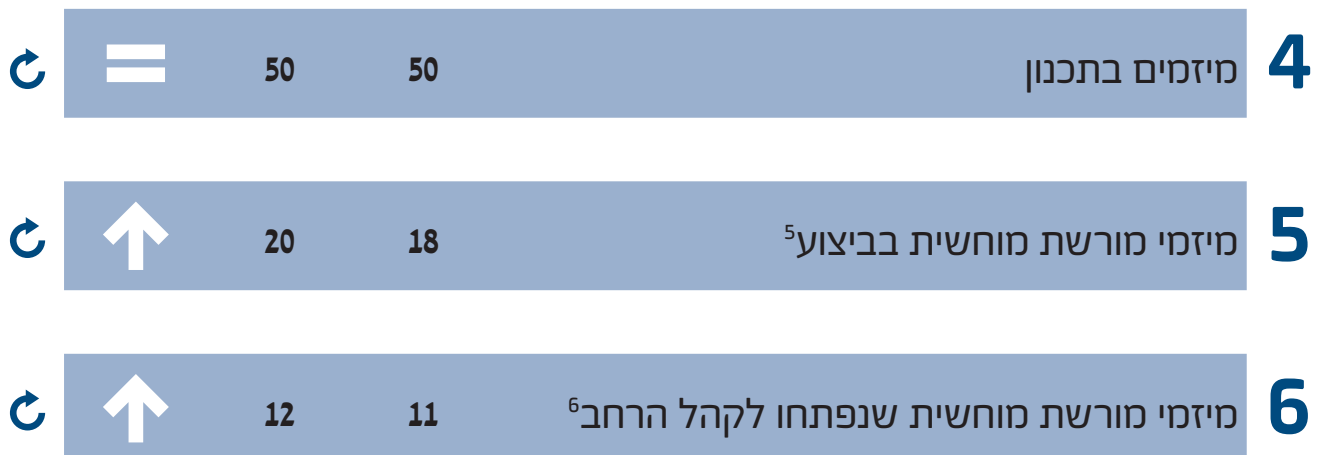 4 מיזמים בתכנון 50 50 =
5 מיזמי מורשת מוחשית בביצוע⁵ 18 20 ↑
6 מיזמי מורשת מוחשית שנפתחו לקהל הרחב⁶ 11 12 ↑